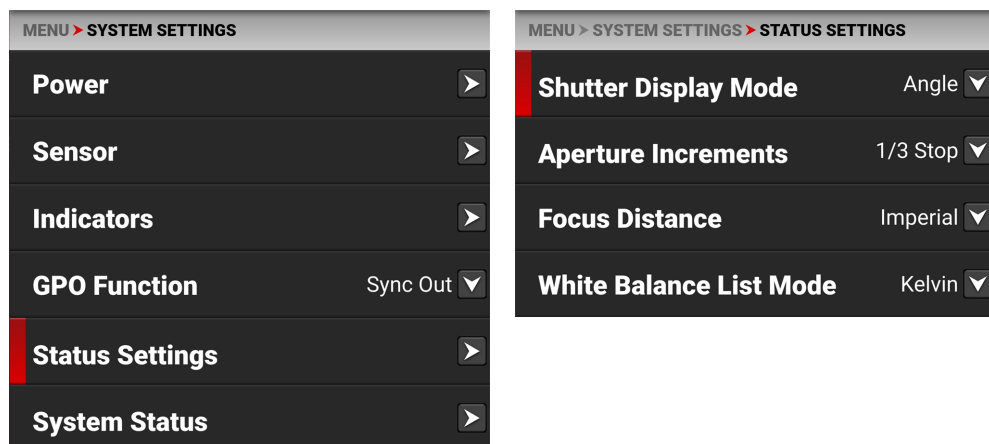 MENU SYSTEM SETTINGS
Power
Sensor
Indicators
GPO Function Sync Out
Status Settings
System Status
MENU SYSTEM SETTINGS STATUS SETTINGS
Shutter Display Mode Angle
Aperture Increments 1/3 Stop
Focus Distance Imperial
White Balance List Mode Kelvin